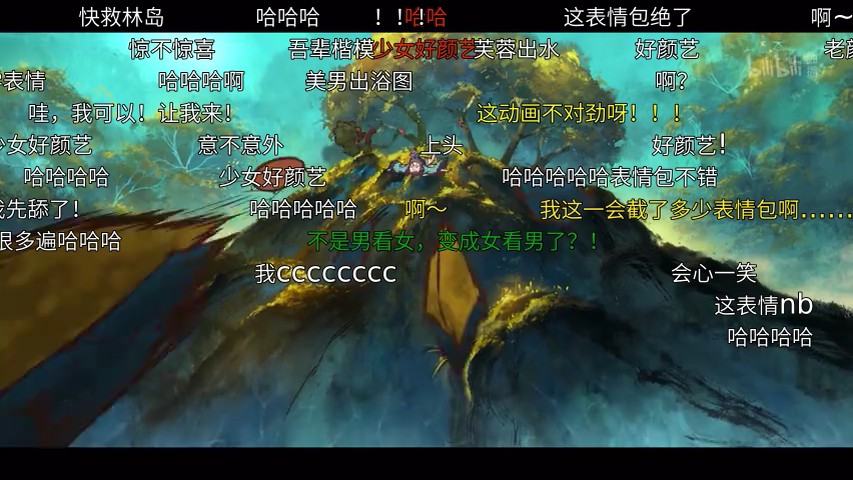 快救林岛 哈哈哈 ！！！ 哈哈 这表情包绝了 啊～
惊不惊喜 吾辈楷模 少女好颜艺 芙蓉出水 好颜艺
表情 哈哈哈啊 美男出浴图 啊？ bilibili
哇，我可以！让我来！ 这动画不对劲呀！！！
少女好颜艺 意不意外 上头 好颜艺！
哈哈哈哈 少女好颜艺 哈哈哈哈哈表情包不错
我先舔了！ 哈哈哈哈哈 啊～ 我这一会截了多少表情包啊……
很多遍哈哈哈 不是男看女，变成女看男了？！
我cccccccc 会心一笑
这表情nb
哈哈哈哈